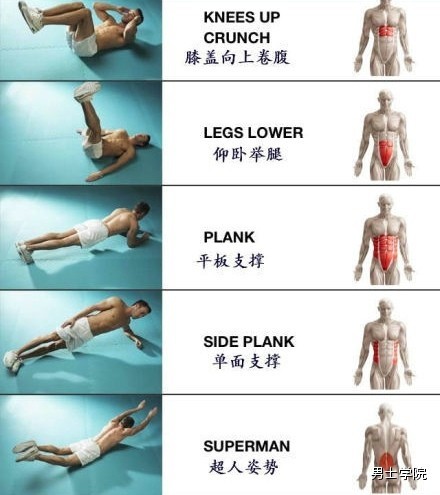 KNEES UP
CRUNCH
膝盖向上卷腹
LEGS LOWER
仰卧举腿
PLANK
平板支撑
SIDE PLANK
单面支撑
SUPERMAN
超人姿势
男士学院